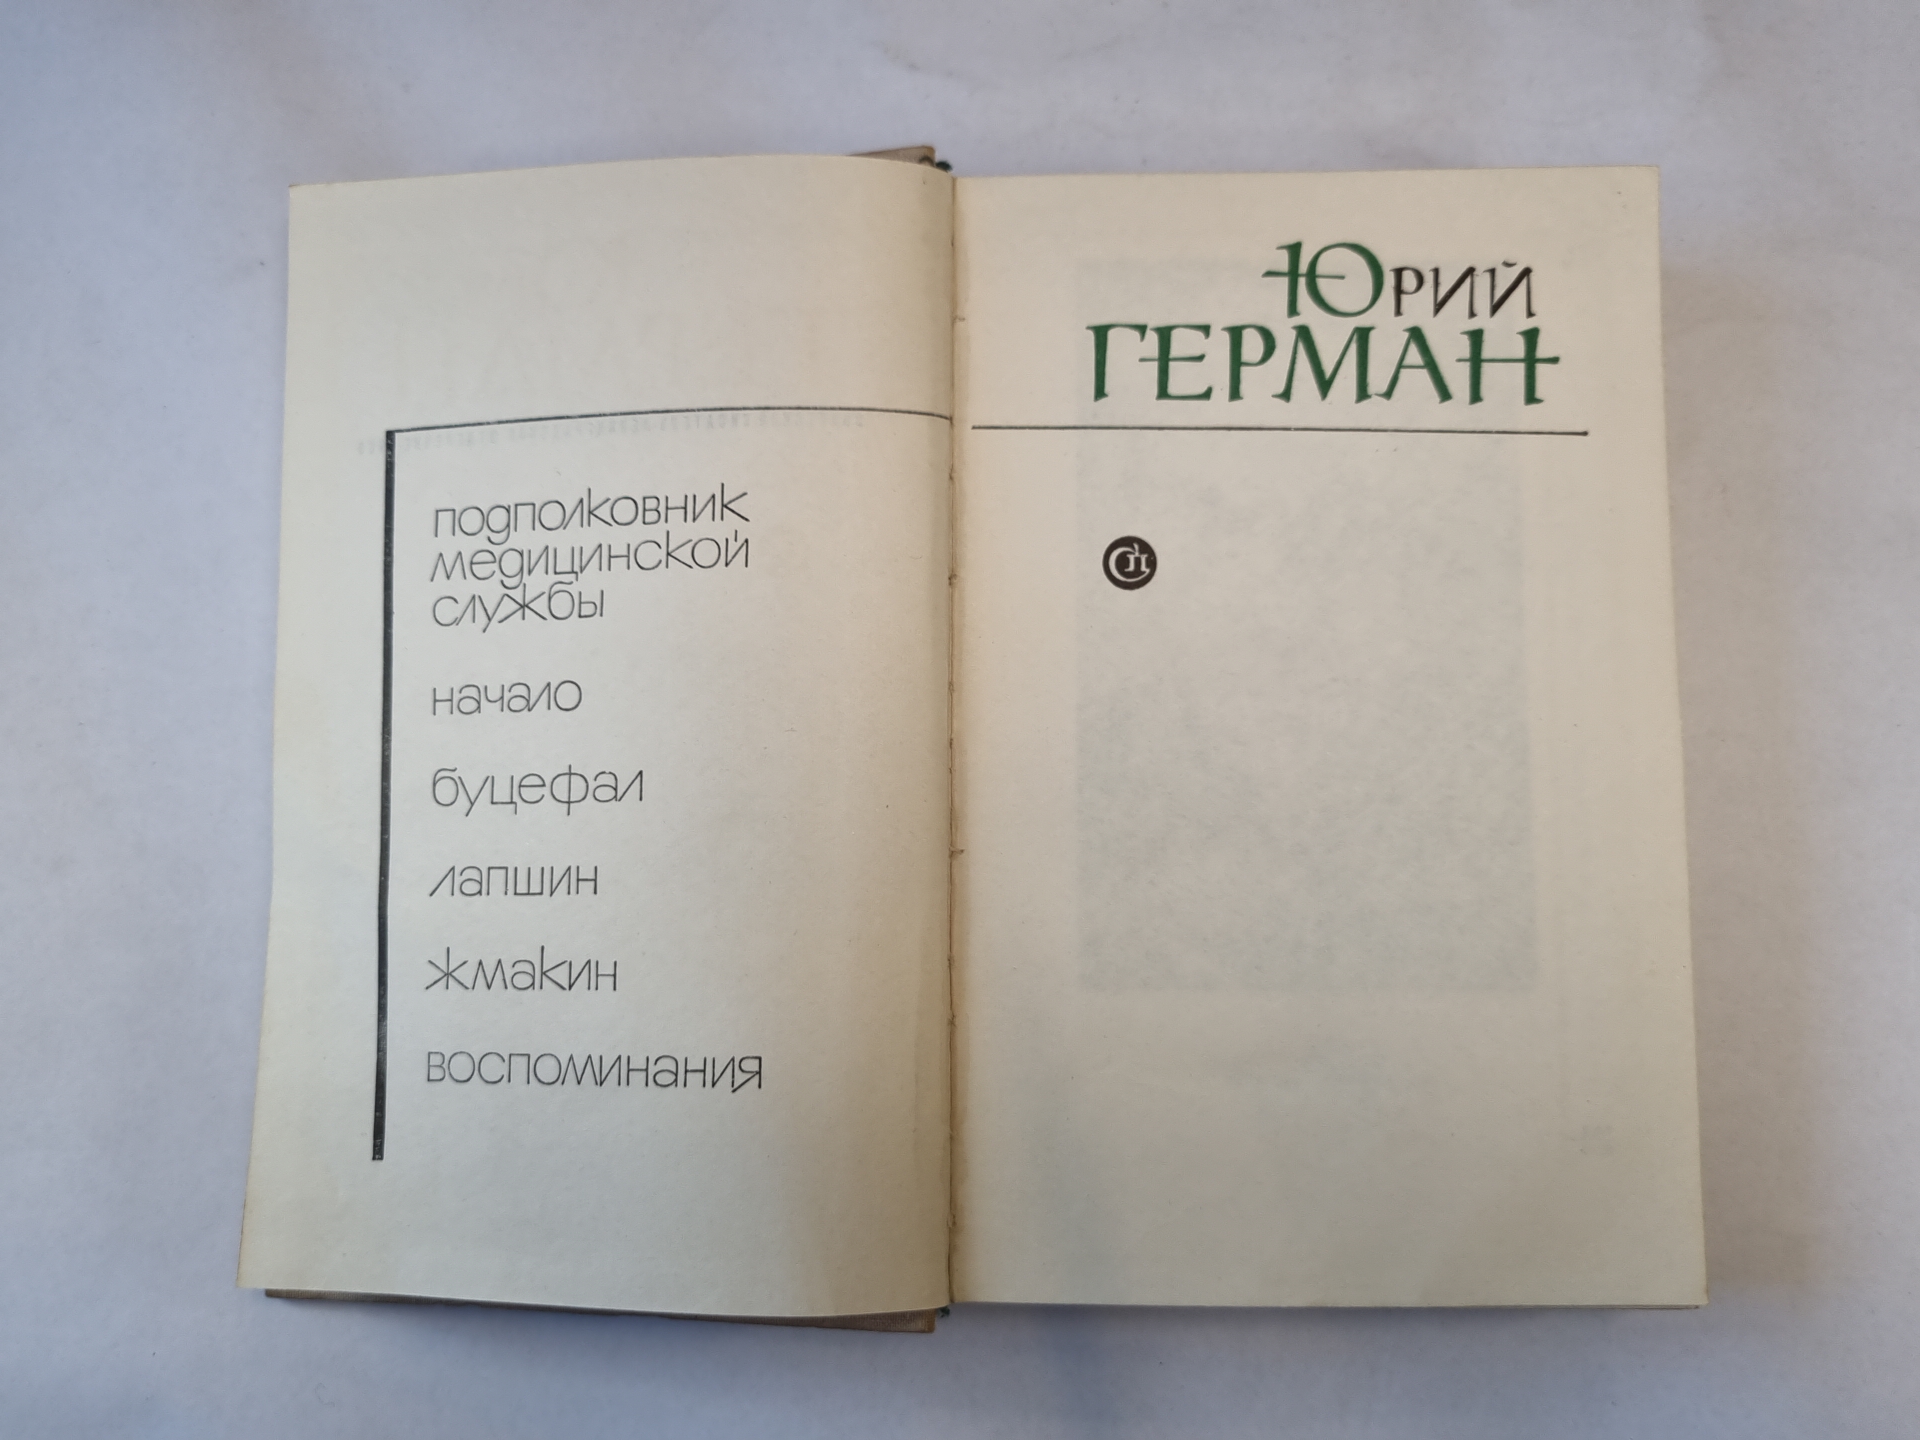 подполковник
медицинской
службы
начало
буцефал
лапшин
жмакин
воспоминания
Юрий
ГЕРМАН